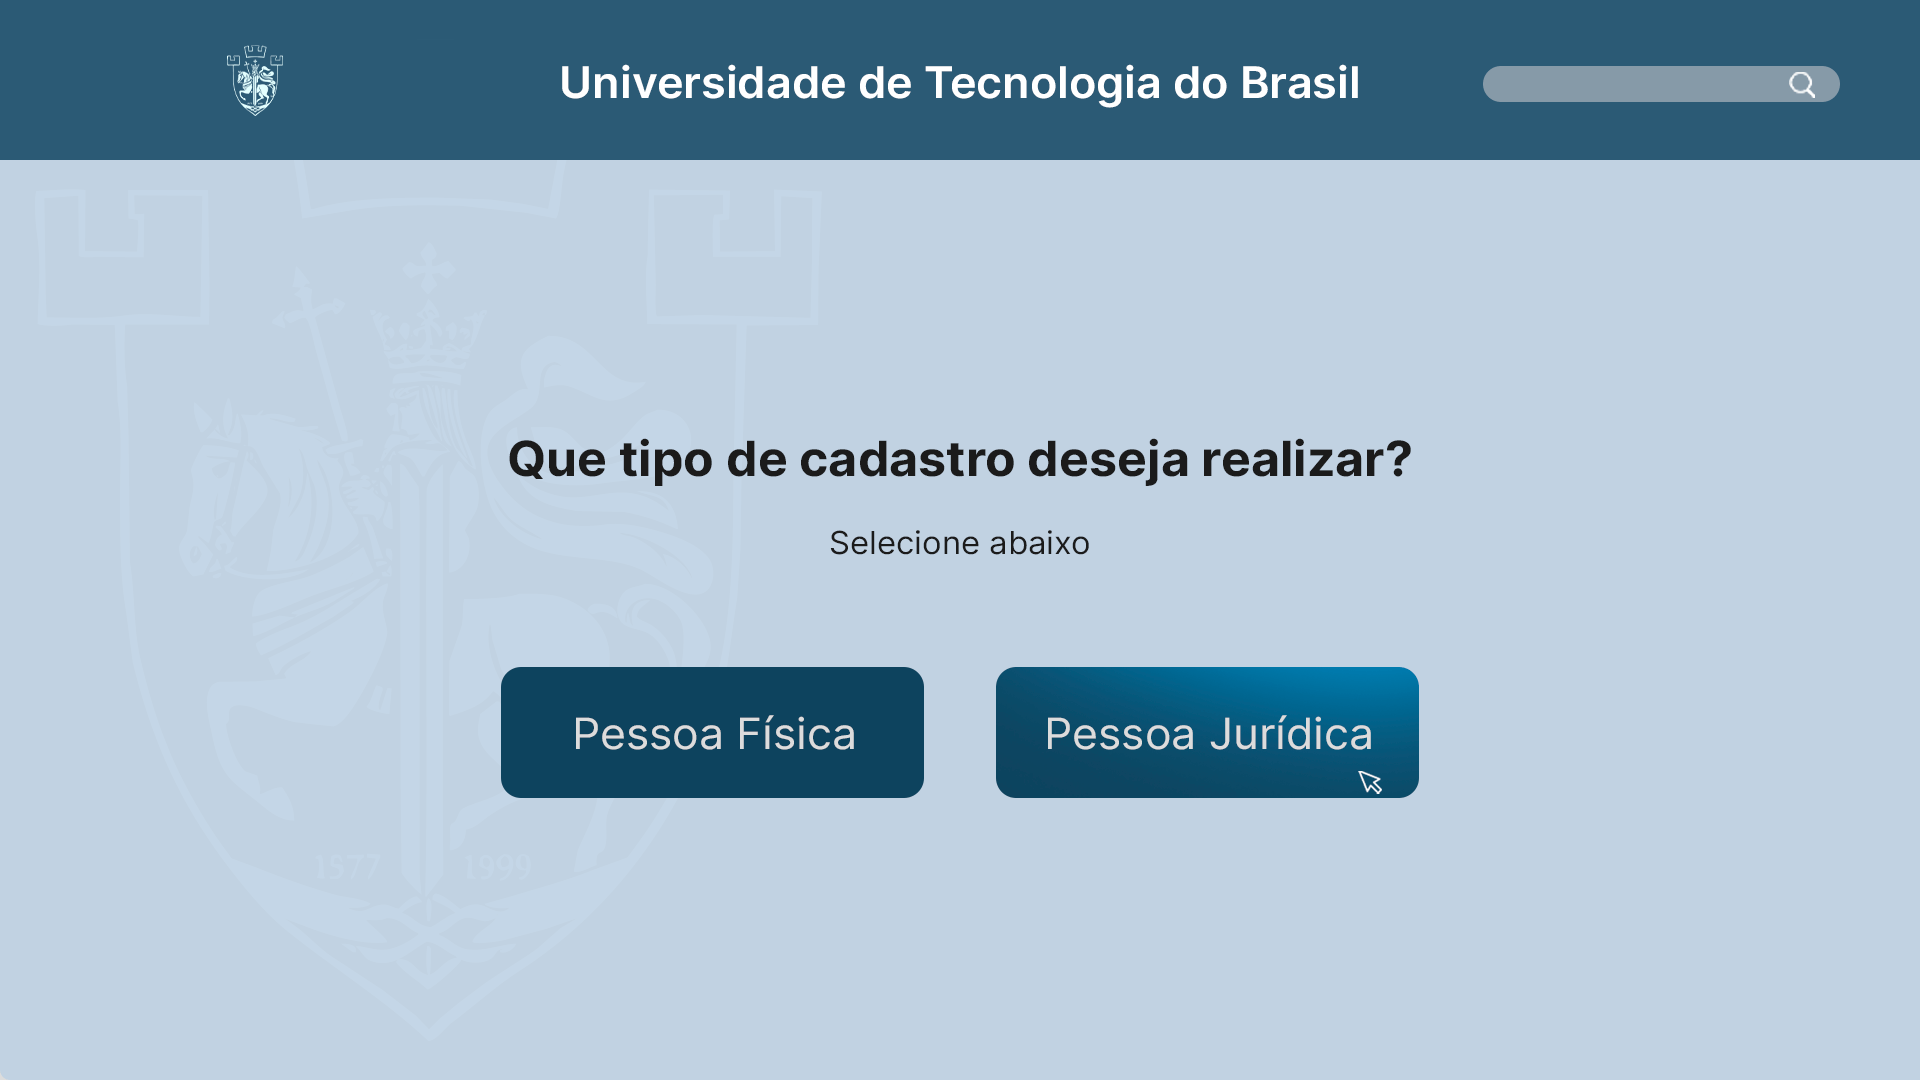 Universidade de Tecnologia do Brasil
Que tipo de cadastro deseja realizar?
Selecione abaixo
Pessoa Física
Pessoa Jurídica
1577 1999